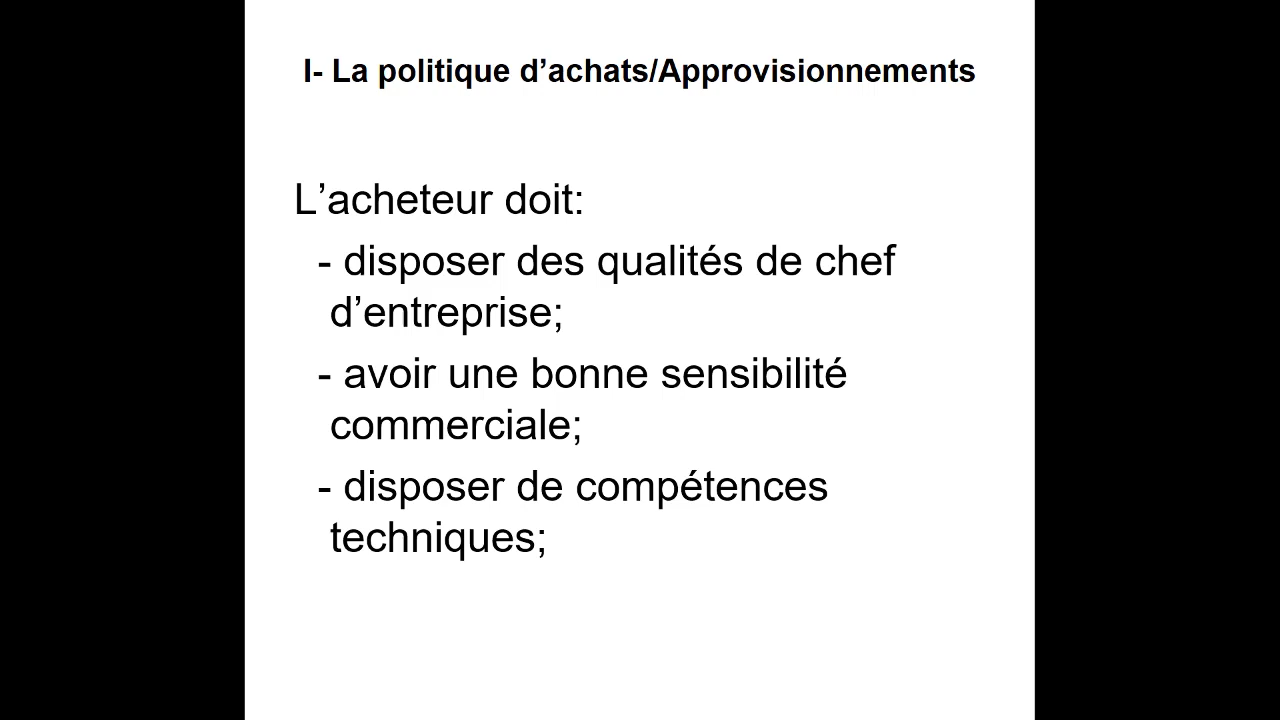 I- La politique d’achats/Approvisionnements
L’acheteur doit:
- disposer des qualités de chef
d’entreprise;
- avoir une bonne sensibilité
commerciale;
- disposer de compétences
techniques;